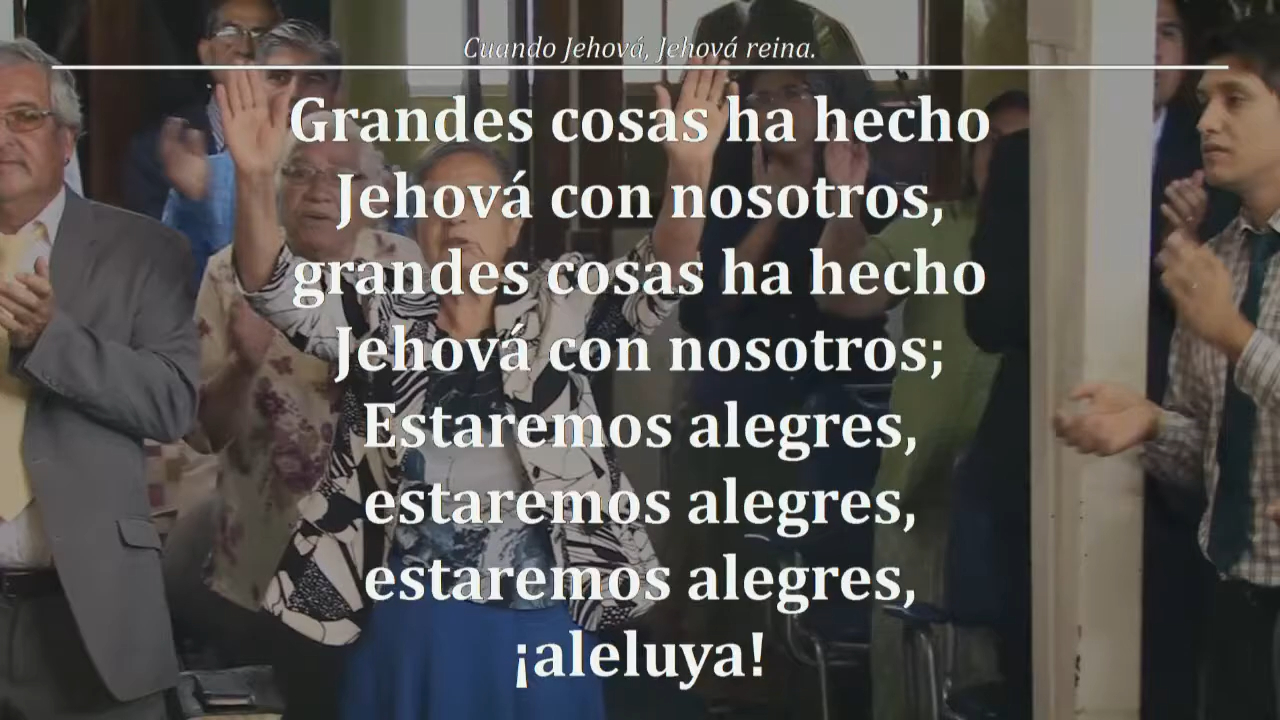 Cuando Jehová, Jehová reina.
Grandes cosas ha hecho
Jehová con nosotros,
grandes cosas ha hecho
Jehová con nosotros;
Estaremos alegres,
estaremos alegres,
estaremos alegres,
¡aleluya!